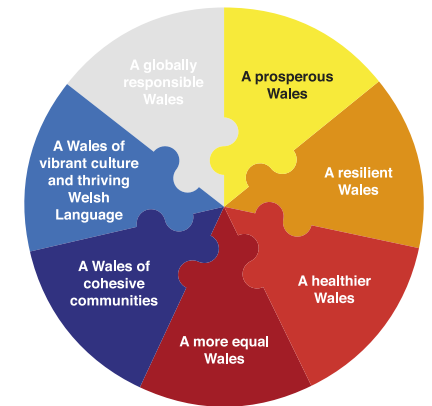 A globally
responsible
Wales
A prosperous
Wales
A resilient
Wales
A healthier
Wales
A more equal
Wales
A Wales of
cohesive
communities
A Wales of
vibrant culture
and thriving
Welsh
Language